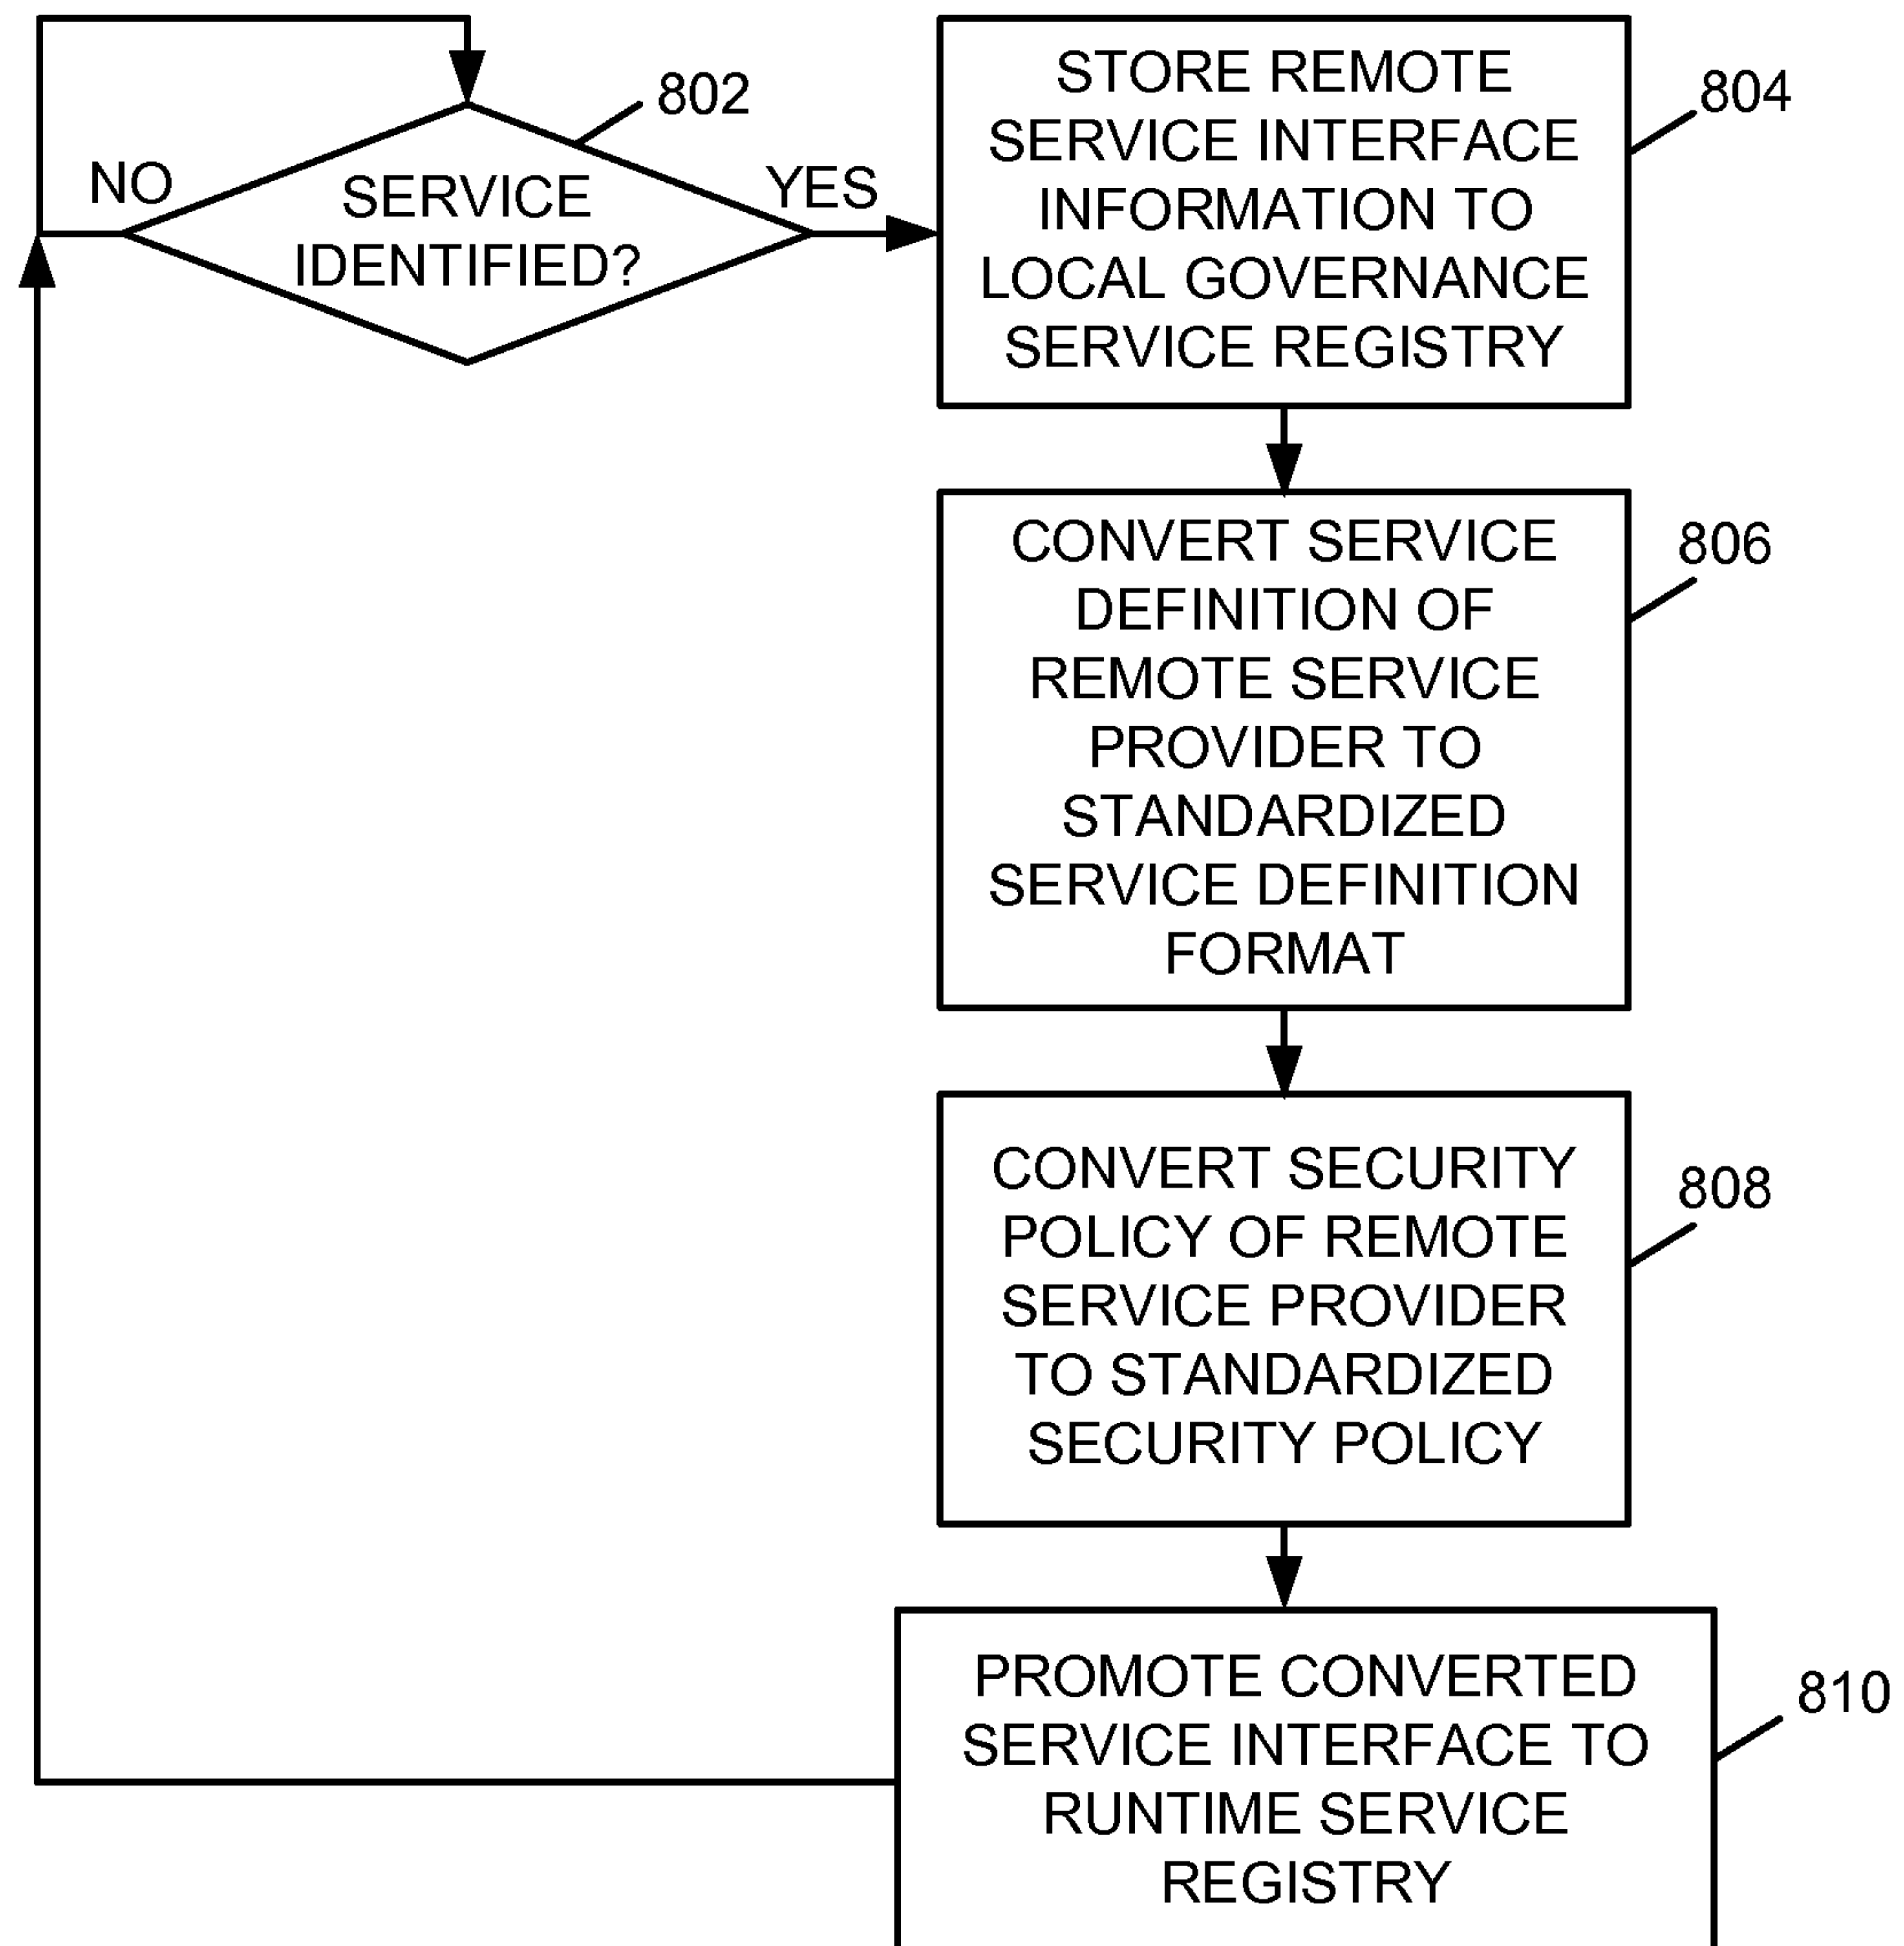 802
NO
SERVICE
IDENTIFIED?
YES
STORE REMOTE
SERVICE INTERFACE
INFORMATION TO
LOCAL GOVERNANCE
SERVICE REGISTRY
804
CONVERT SERVICE
DEFINITION OF
REMOTE SERVICE
PROVIDER TO
STANDARDIZED
SERVICE DEFINITION
FORMAT
806
CONVERT SECURITY
POLICY OF REMOTE
SERVICE PROVIDER
TO STANDARDIZED
SECURITY POLICY
808
PROMOTE CONVERTED
SERVICE INTERFACE TO
RUNTIME SERVICE
REGISTRY
810